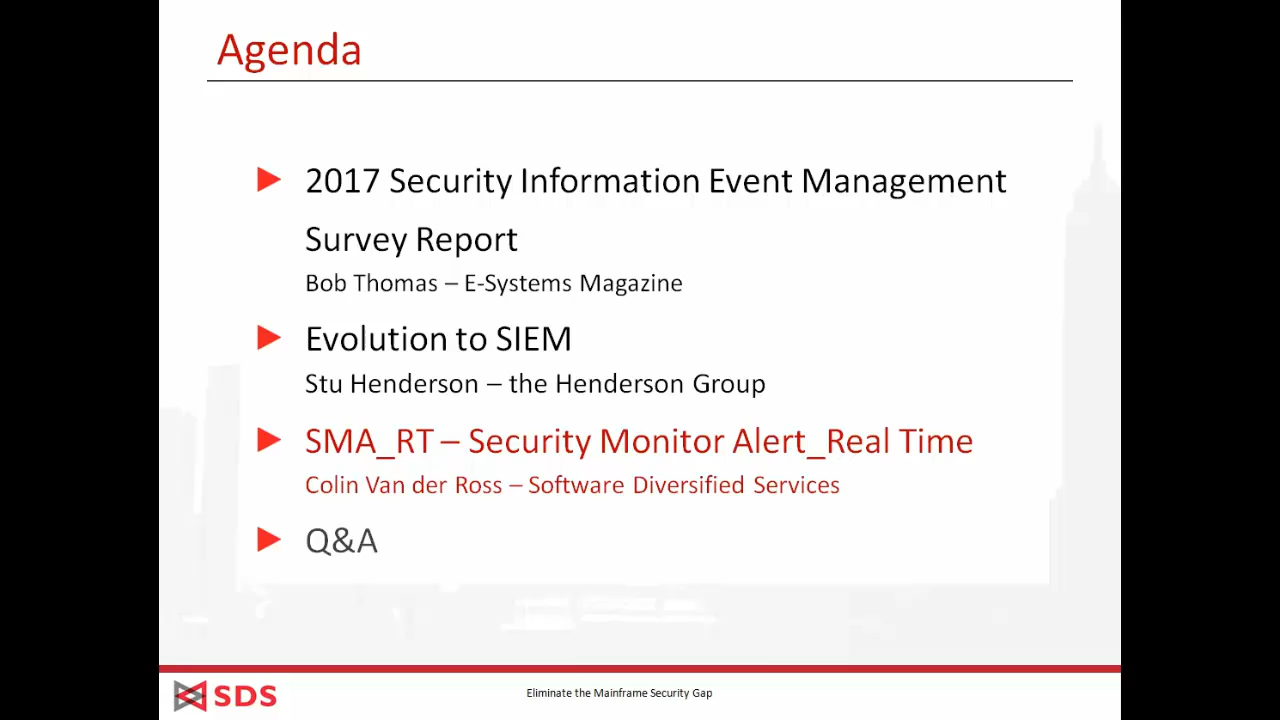 Agenda
2017 Security Information Event Management
Survey Report
Bob Thomas – E-Systems Magazine
Evolution to SIEM
Stu Henderson – the Henderson Group
SMA_RT – Security Monitor Alert_Real Time
Colin Van der Ross – Software Diversified Services
Q&A
SDS
Eliminate the Mainframe Security Gap